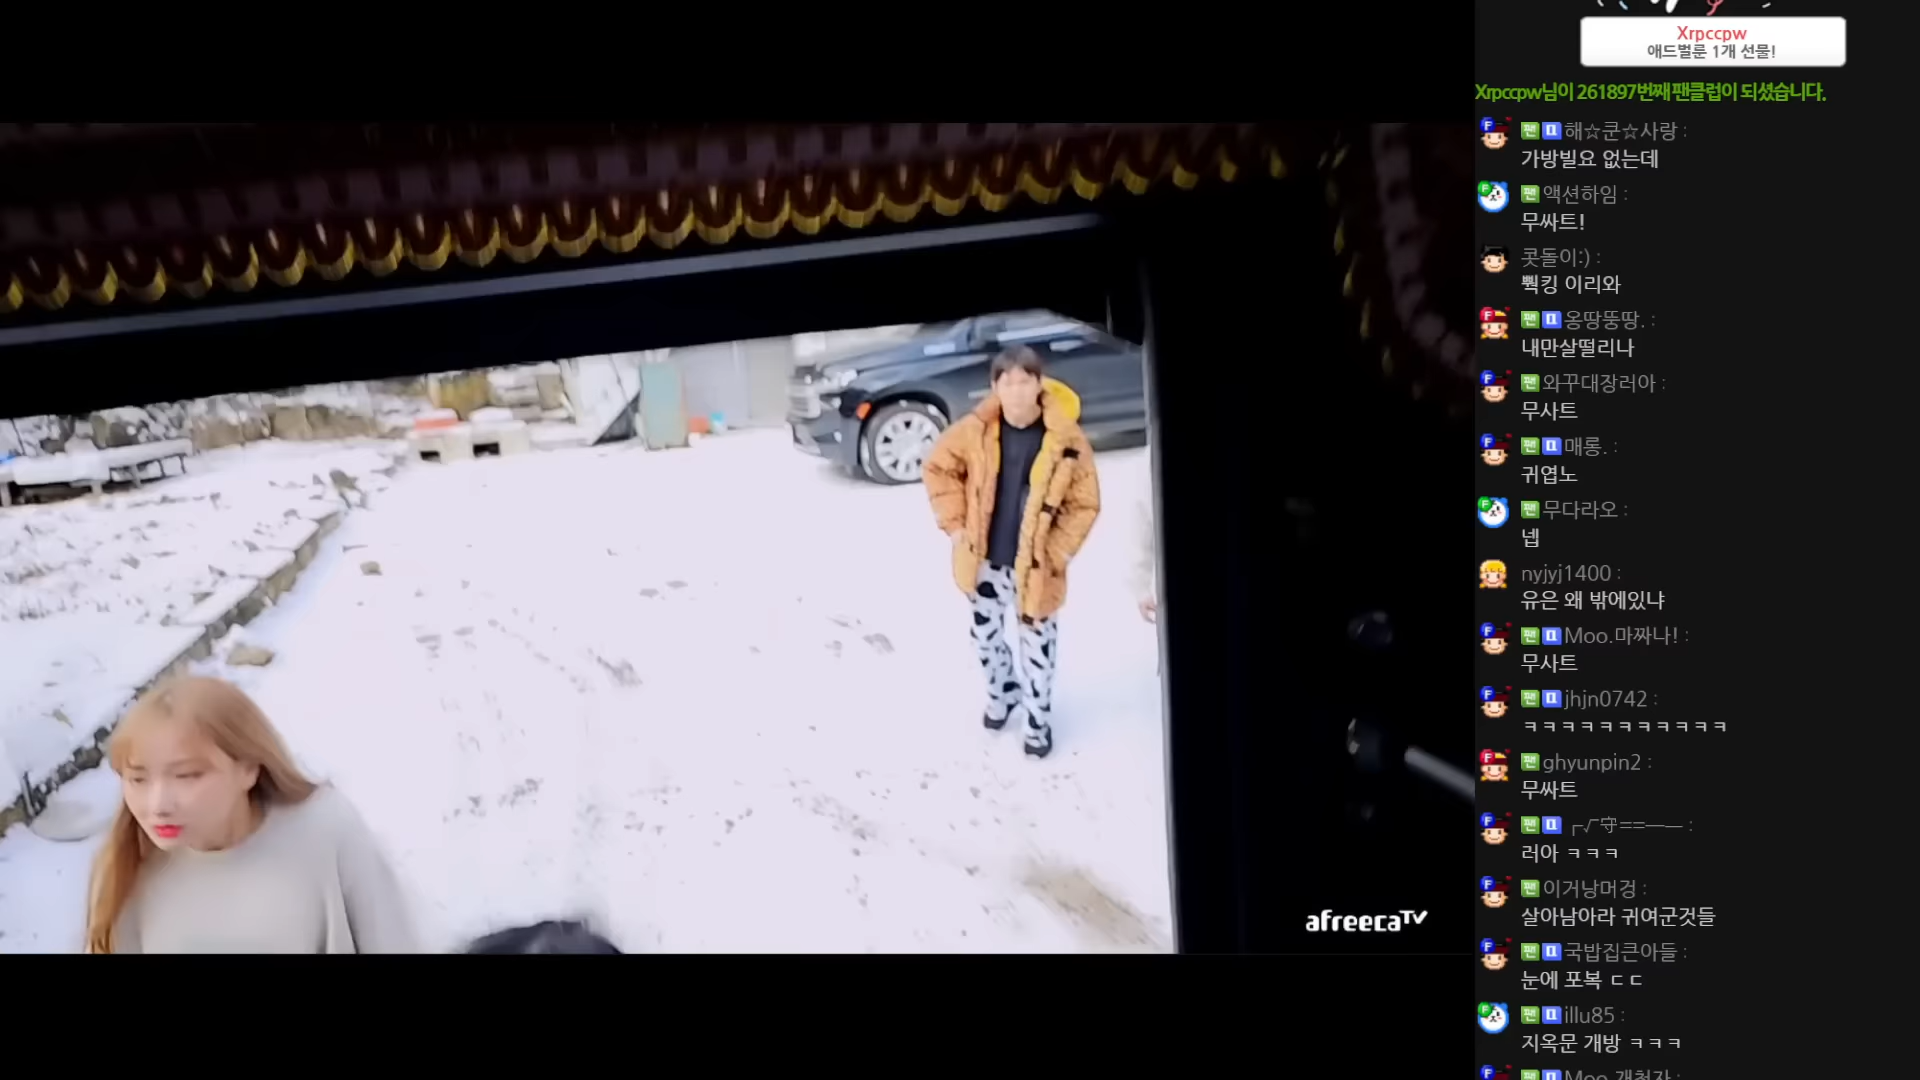 Xrpccpw
애드벌룬 1개 선물!
Xrpccpw님이 261897번째 팬클럽이 되셨습니다.
해☆쿤☆사랑 :
가방빌요 없는데
액션하임 :
무싸트!
콧돌이:) :
뿩킹 이리와
옹땅뚱땅. :
내만살떨리나
와꾸대장러아 :
무사트
매롱. :
귀엽노
무다라오 :
넵
nyjyj1400 :
유은 왜 밖에있냐
Moo.마짜나! :
무사트
jhjn0742 :
ㅋㅋㅋㅋㅋㅋㅋㅋㅋㅋㅋ
ghyunpin2 :
무싸트
┌√守==━─ :
러아 ㅋㅋㅋ
이거낭머겅 :
살아남아라 귀여군것들
국밥집큰아들 :
눈에 포복 ㄷㄷ
illu85 :
지옥문 개방 ㅋㅋㅋ
afreecaTV